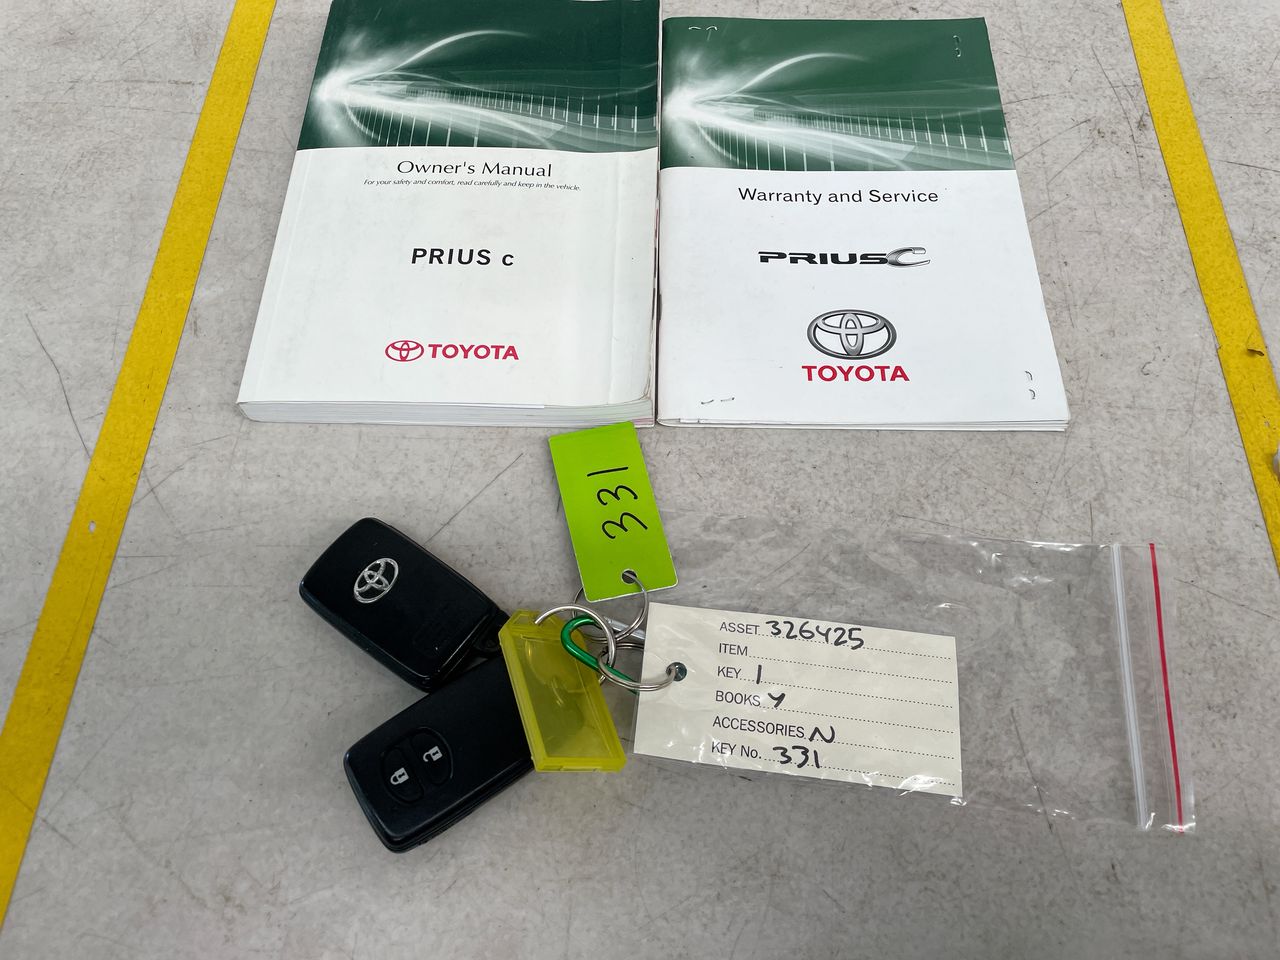 Owner's Manual
For your safety and comfort, read carefully and keep in the vehicle.
PRIUS c
TOYOTA
Warranty and Service
PRIUS C
TOYOTA
331
ASSET 326425
ITEM
KEY 1
BOOKS Y
ACCESSORIES N
KEY No. 331